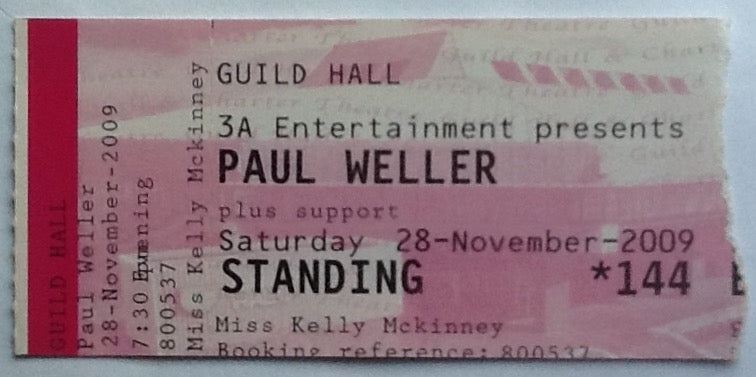 GUILD HALL
3A Entertainment presents
PAUL WELLER
plus support
Saturday 28-November-2009
STANDING *144
Miss Kelly Mckinney
Booking reference: 800537
GUILD HALL
Paul Weller
28-November-2009
7:30
800537
Miss Kelly Mckinney